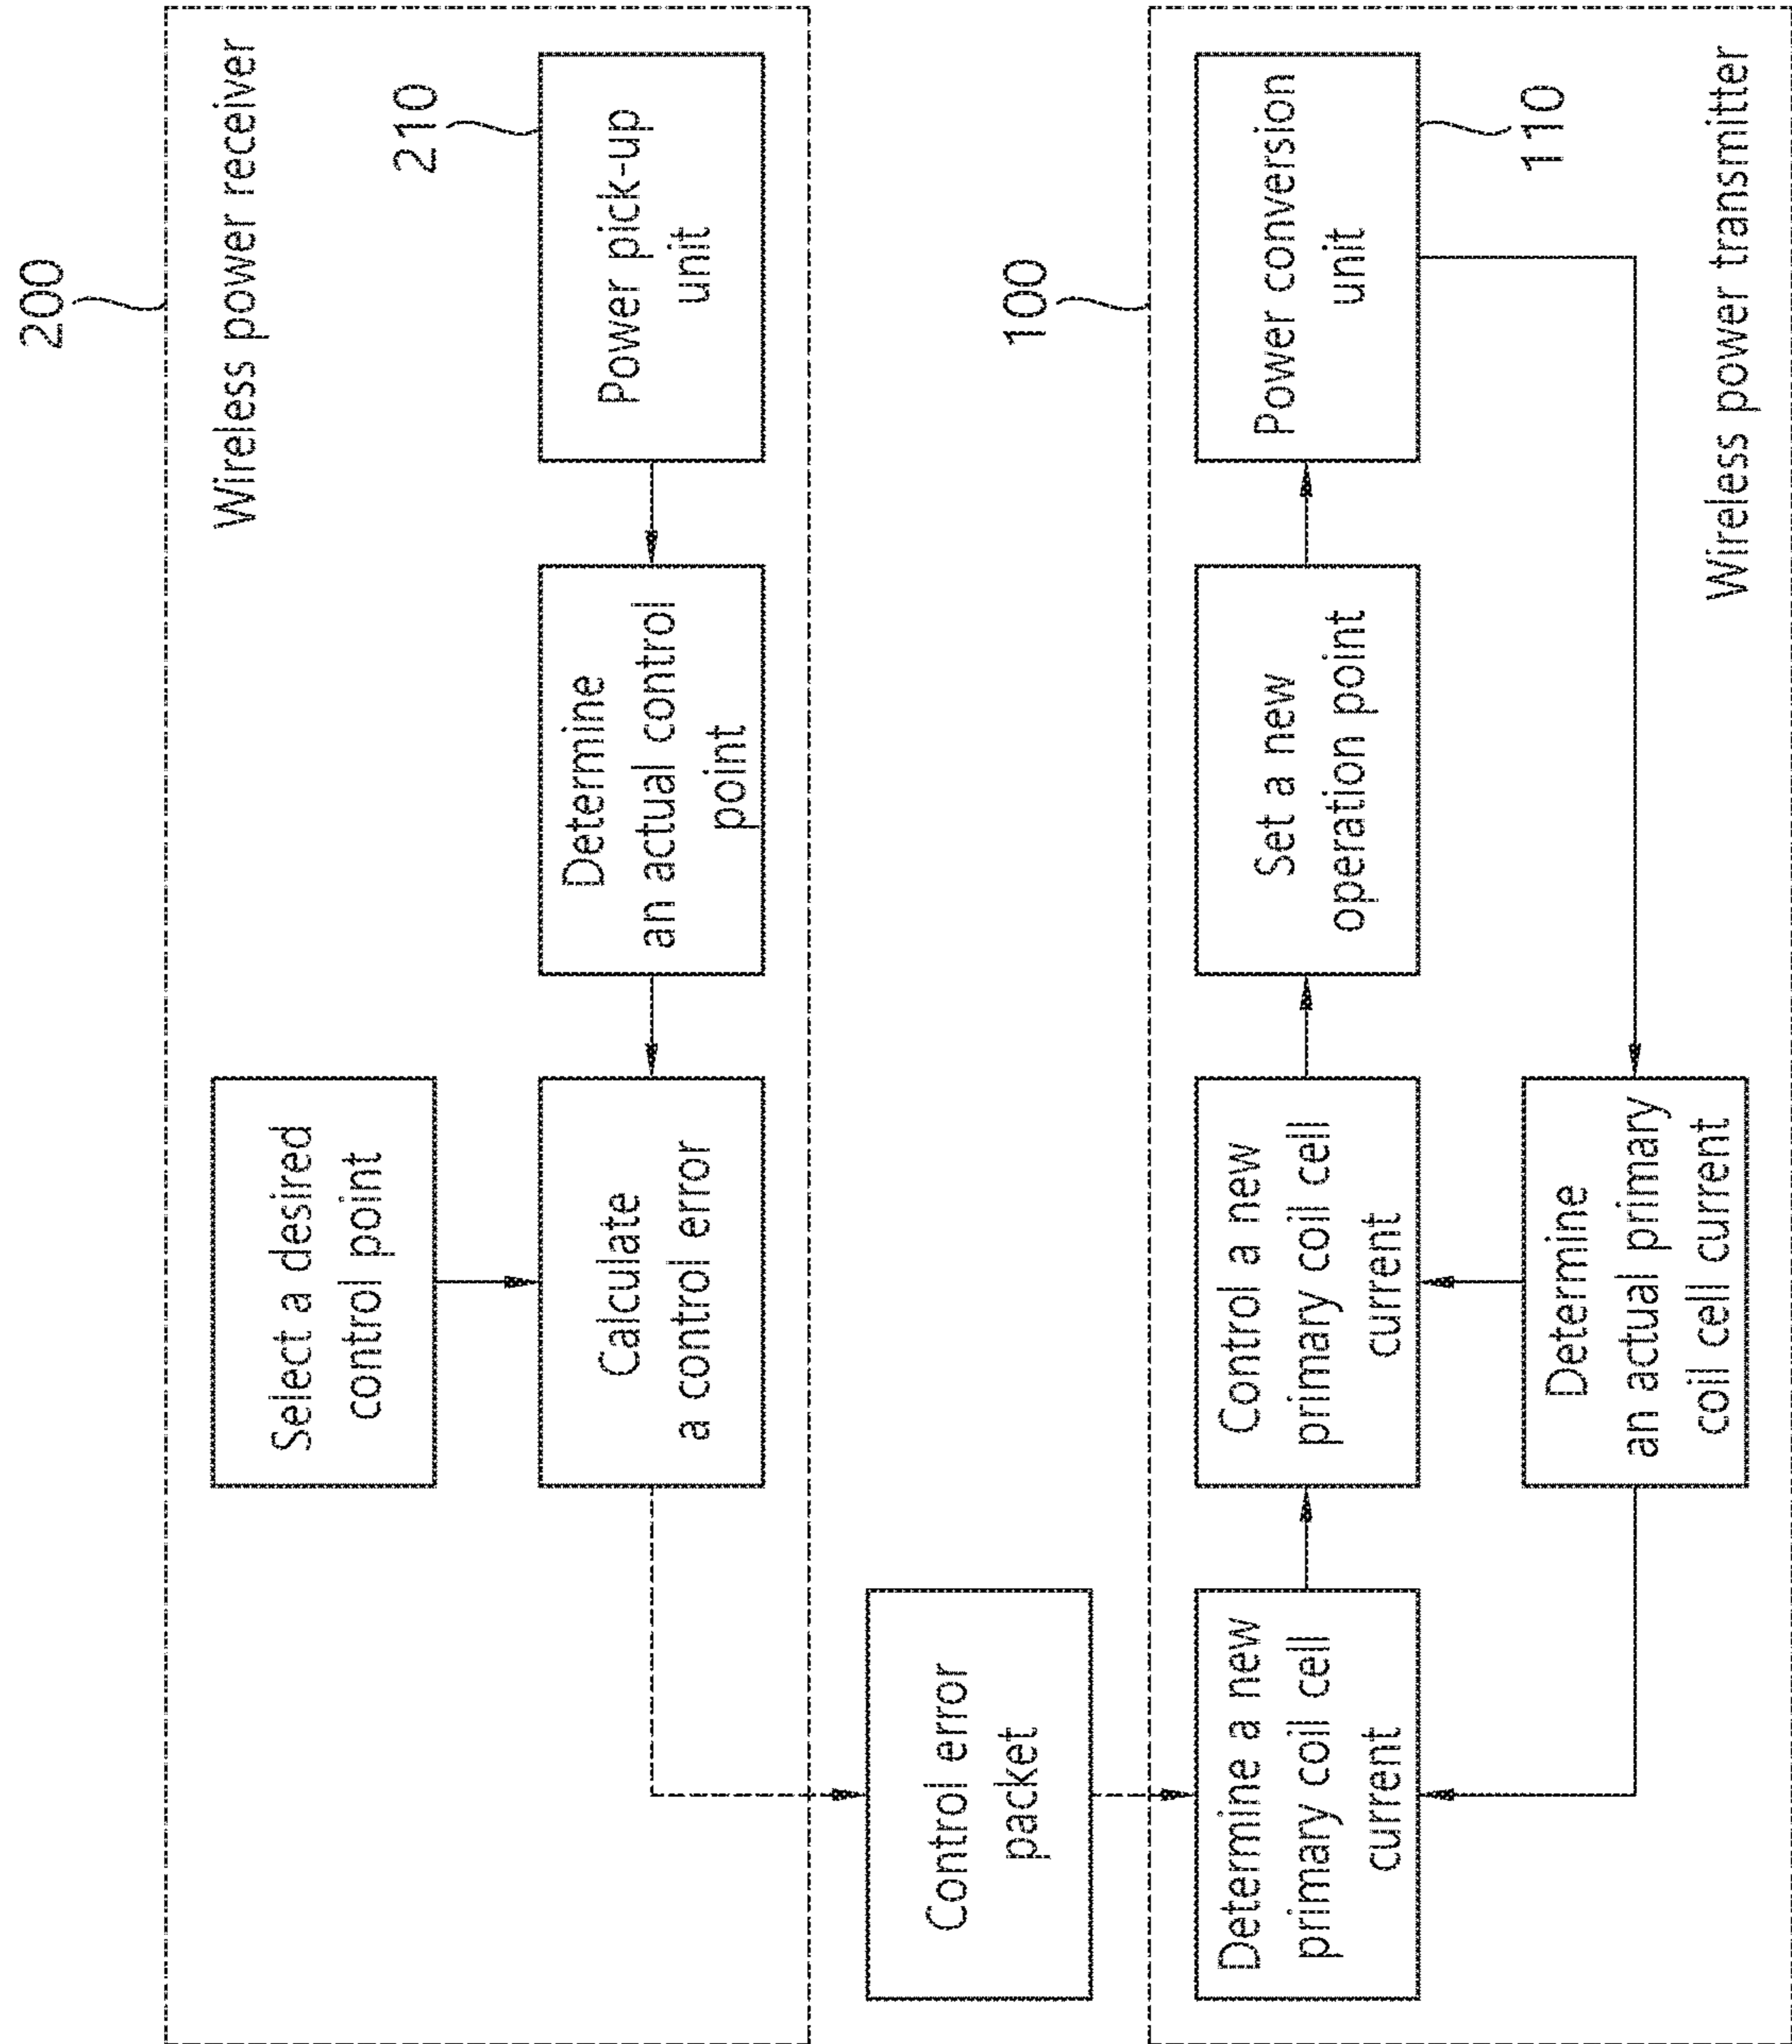 200
Wireless power receiver
Select a desired
control point
210
Power pick-up
unit
Determine
an actual control
point
Calculate
a control error
Control error
packet
100
Determine a new
primary coil cell
current
Control a new
primary coil cell
current
Set a new
operation point
Power conversion
unit
110
Determine
an actual primary
coil cell current
Wireless power transmitter